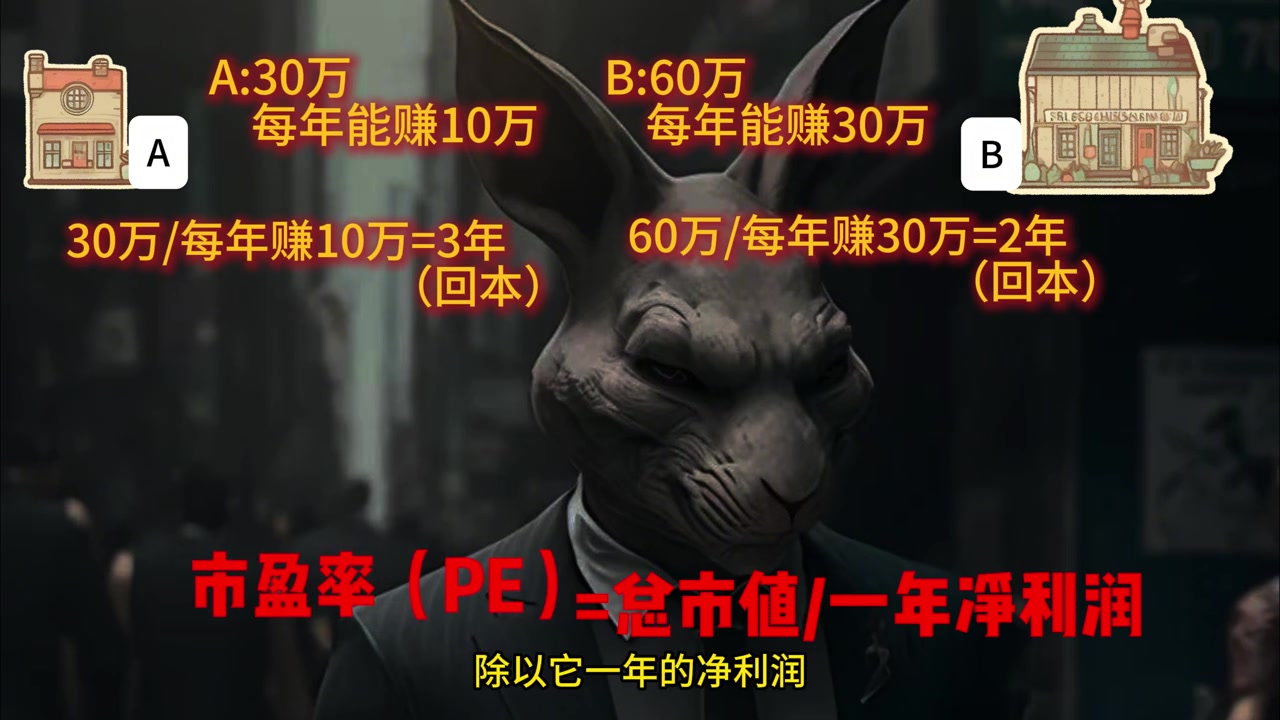 A:30万
每年能赚10万
B:60万
每年能赚30万
A
B
30万/每年赚10万=3年
（回本）
60万/每年赚30万=2年
（回本）
市盈率（PE）=总市值/一年净利润
除以它一年的净利润